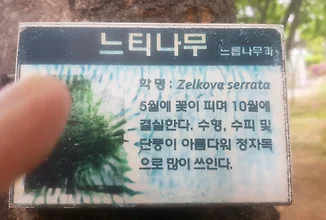 느티나무 느릅나무과
학 명 : Zelkova serrata
5월에 꽃이 피며 10월에
결실한다. 수형, 수피 및
단풍이 아름다워 정자목
으로 많이 쓰인다.